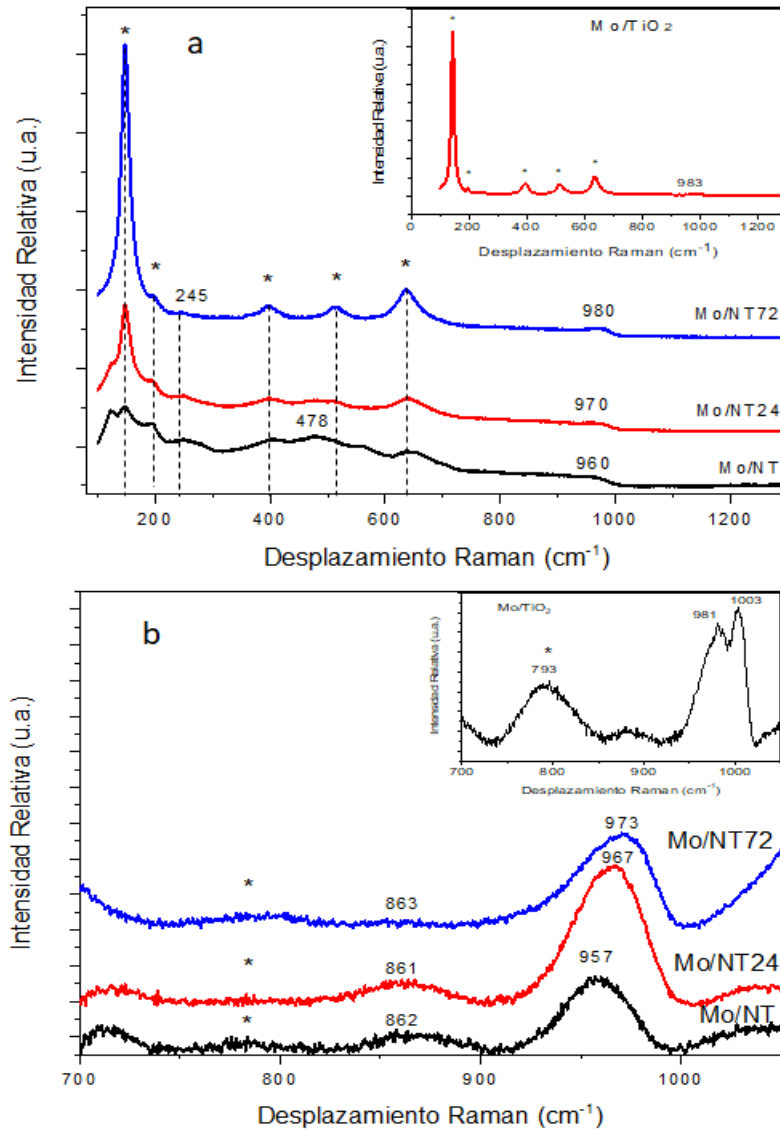 *
a
Mo/TiO2
Intensidad Relativa(u.a.)
*
*
*
*
*
983
0
200
400
600
800
1000
1200
Desplazamiento Raman (cm-1)
Intensidad Relativa (u.a.)
*
245
*
*
*
980
Mo/NT72
478
970
Mo/NT24
960
Mo/NT
200
400
600
800
1000
1200
Desplazamiento Raman (cm-1)
b
Mo/TiO2
Intensidad Relativa (u.a.)
*
793
981
1003
700
800
900
1000
Desplazamiento Raman (cm-1)
Intensidad Relativa (u.a.)
*
863
973
Mo/NT72
*
861
967
Mo/NT24
*
862
957
Mo/NT
700
800
900
1000
Desplazamiento Raman (cm-1)